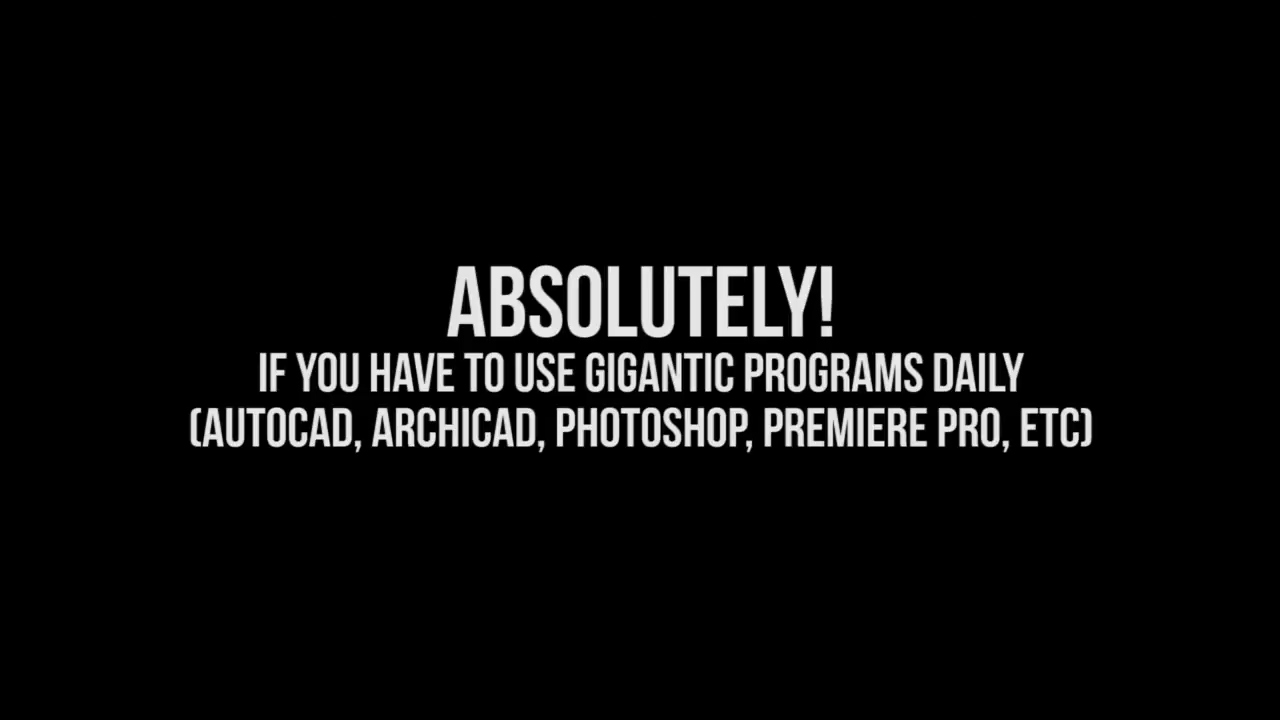 ABSOLUTELY!
IF YOU HAVE TO USE GIGANTIC PROGRAMS DAILY
(AUTOCAD, ARCHICAD, PHOTOSHOP, PREMIERE PRO, ETC)